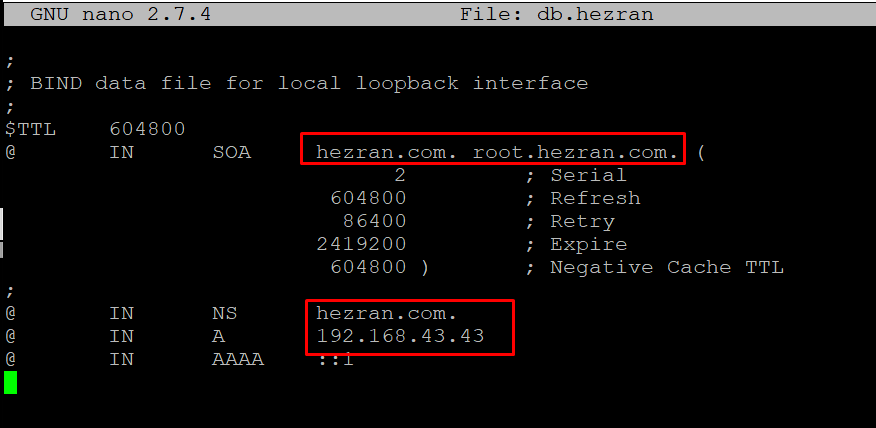 GNU nano 2.7.4 File: db.hezran
;
; BIND data file for local loopback interface
;
$TTL 604800
@ IN SOA hezran.com. root.hezran.com. (
2 ; Serial
604800 ; Refresh
86400 ; Retry
2419200 ; Expire
604800 ) ; Negative Cache TTL
;
@ IN NS hezran.com.
@ IN A 192.168.43.43
@ IN AAAA ::1